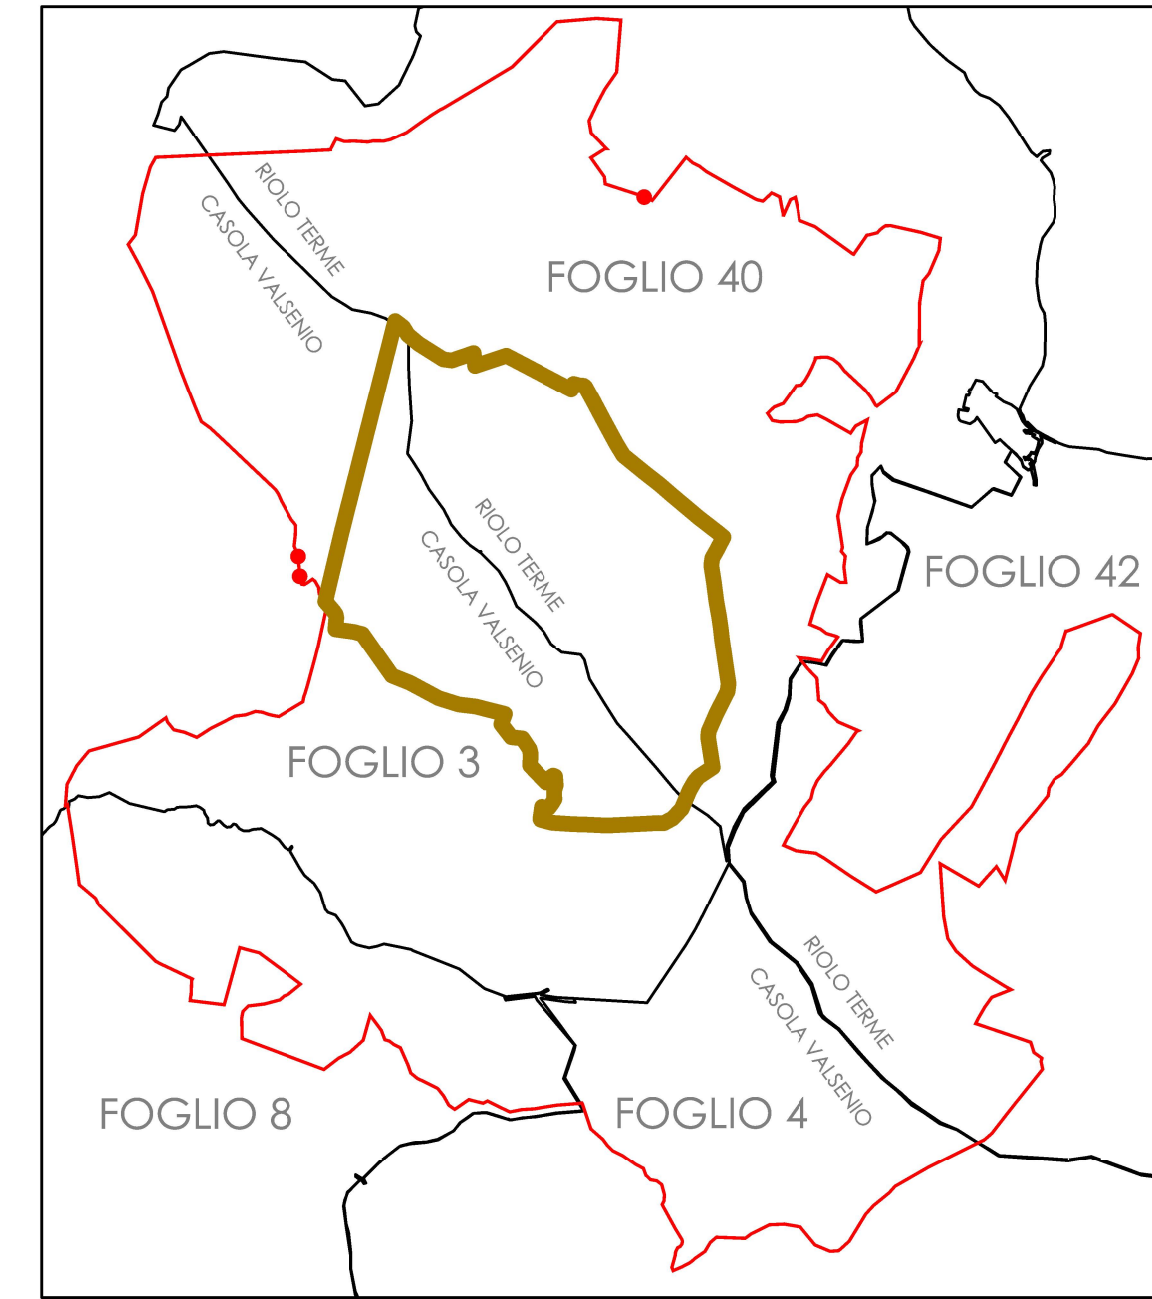 RIOLO TERME
CASOLA VALSENIO
FOGLIO 40
RIOLO TERME
CASOLA VALSENIO
FOGLIO 42
FOGLIO 3
RIOLO TERME
CASOLA VALSENIO
FOGLIO 8
FOGLIO 4